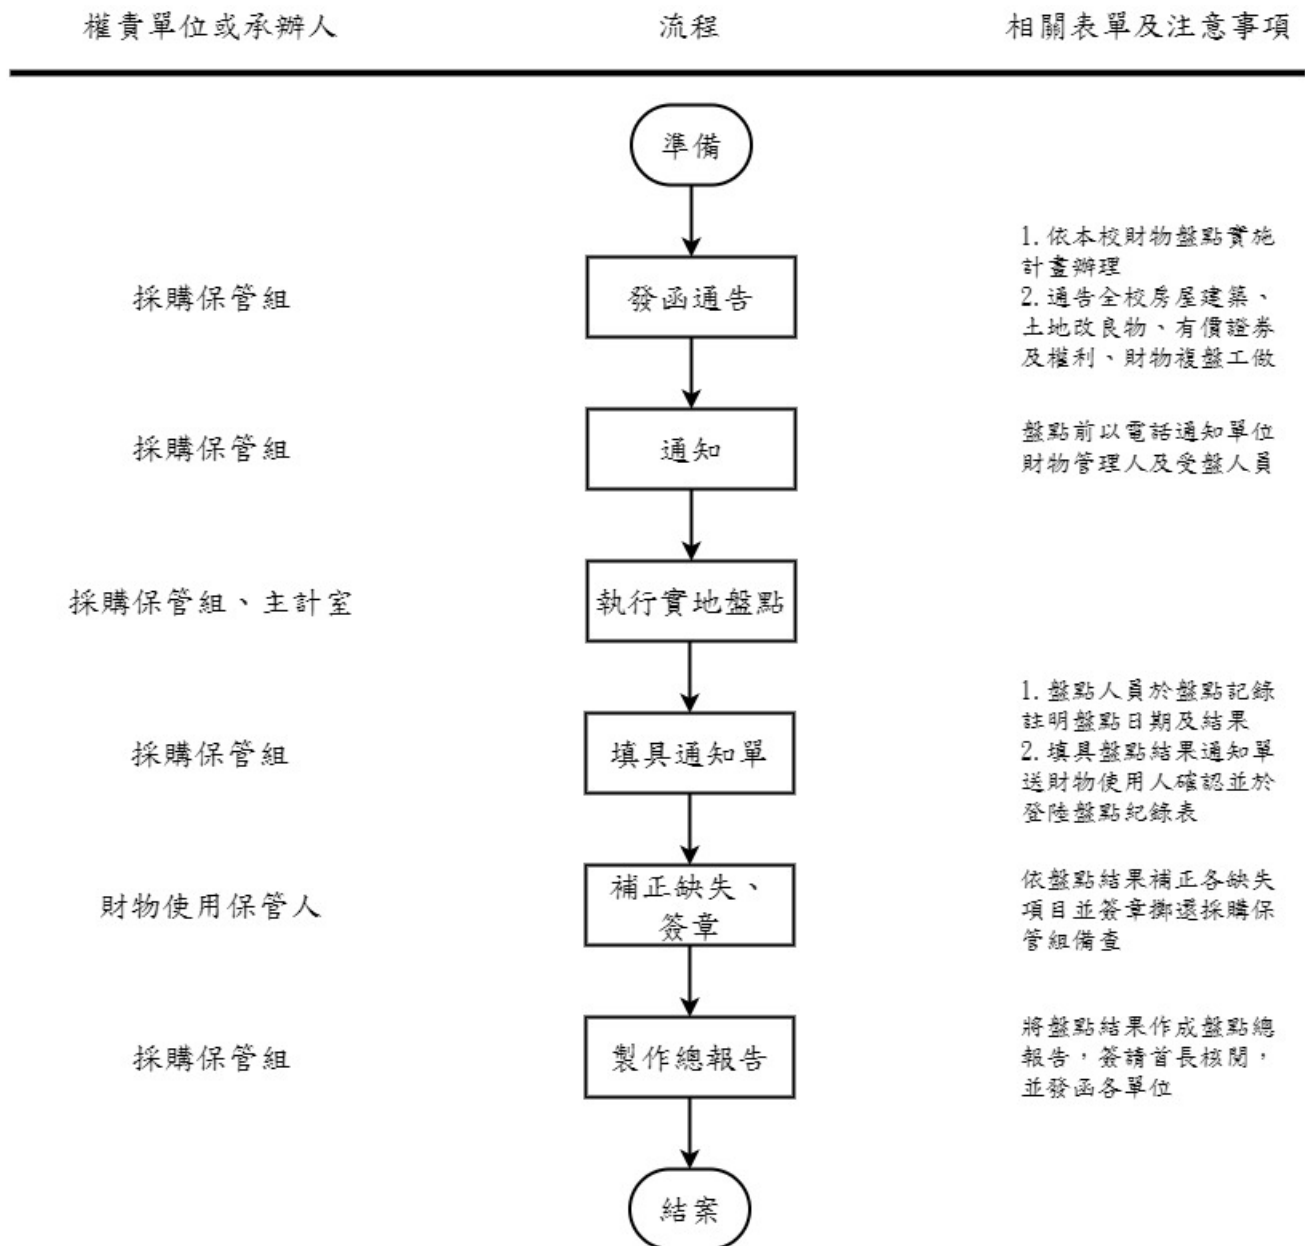 權責單位或承辦人 流程 相關表單及注意事項
準備
採購保管組
發函通告
1.依本校財物盤點實施
計畫辦理
2.通告全校房屋建築、
土地改良物、有價證券
及權利、財物複盤工做
採購保管組
通知
盤點前以電話通知單位
財物管理人及受盤人員
採購保管組、主計室
執行實地盤點
採購保管組
填具通知單
1.盤點人員於盤點記錄
註明盤點日期及結果
2.填具盤點結果通知單
送財物使用人確認並於
登陸盤點紀錄表
財物使用保管人
補正缺失、
簽章
依盤點結果補正各缺失
項目並簽章擲還採購保
管組備查
採購保管組
製作總報告
將盤點結果作成盤點總
報告，簽請首長核閱，
並發函各單位
結案